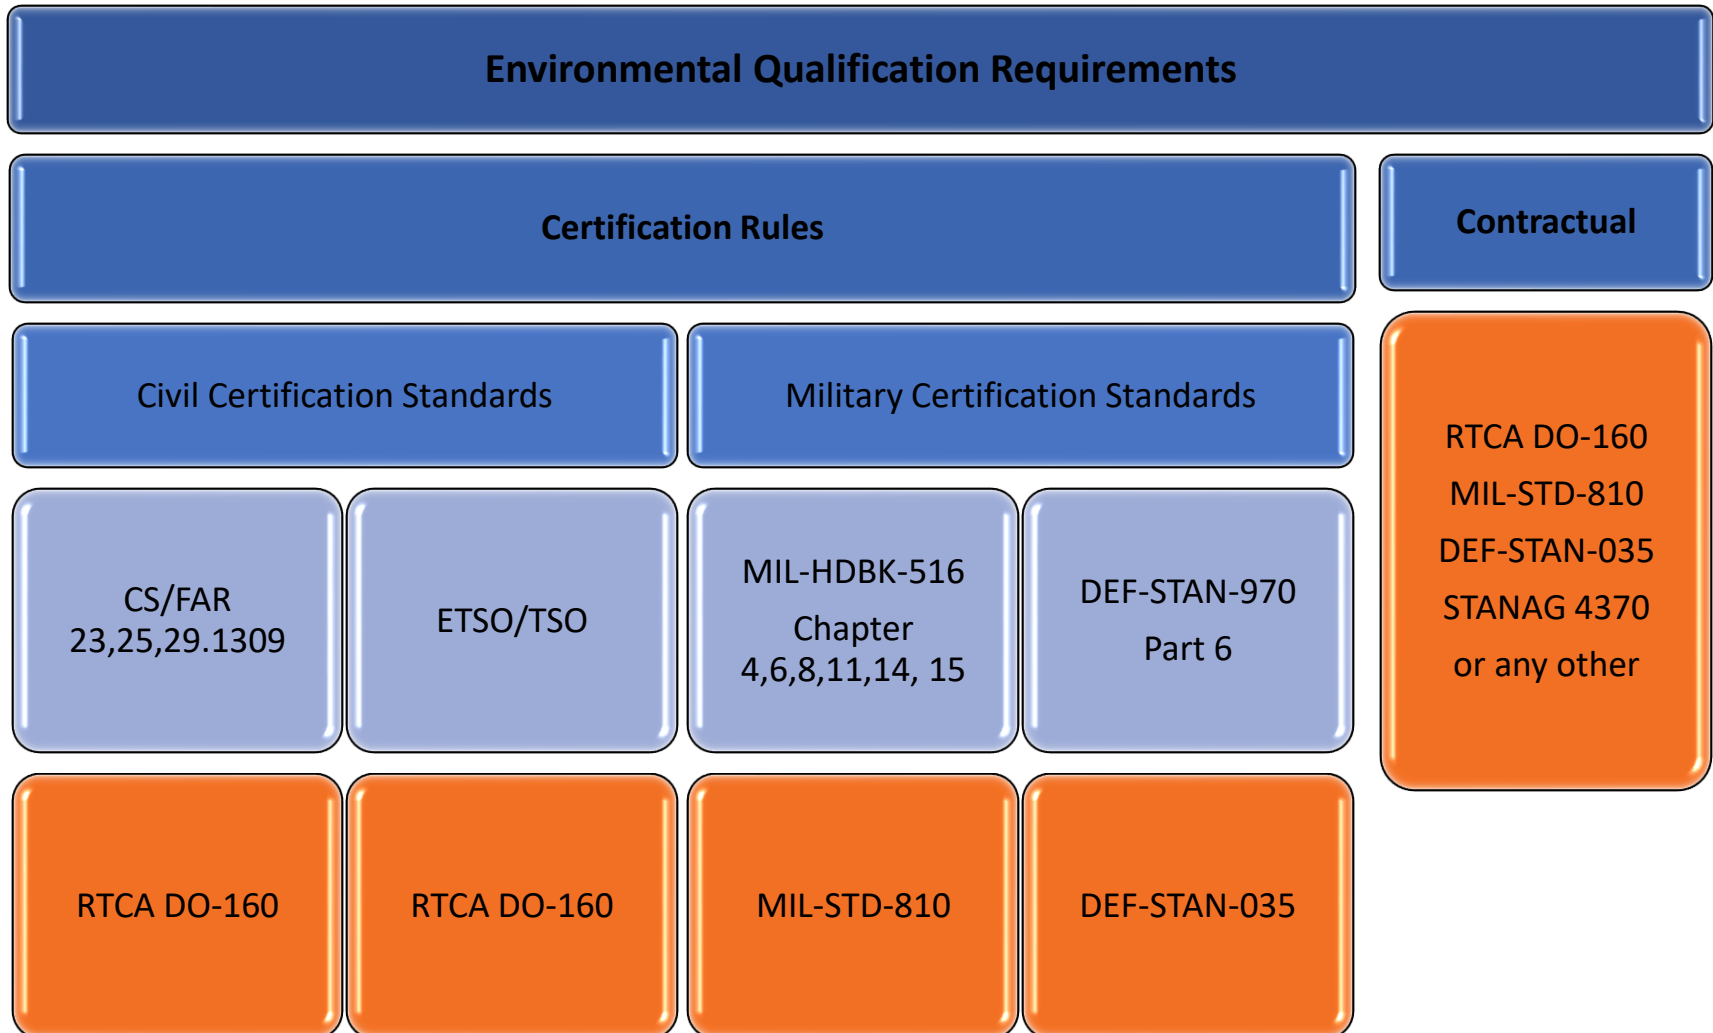 Environmental Qualification Requirements
Certification Rules
Contractual
Civil Certification Standards
Military Certification Standards
CS/FAR
23,25,29.1309
ETSO/TSO
MIL-HDBK-516
Chapter
4,6,8,11,14, 15
DEF-STAN-970
Part 6
RTCA DO-160
MIL-STD-810
DEF-STAN-035
STANAG 4370
or any other
RTCA DO-160
RTCA DO-160
MIL-STD-810
DEF-STAN-035